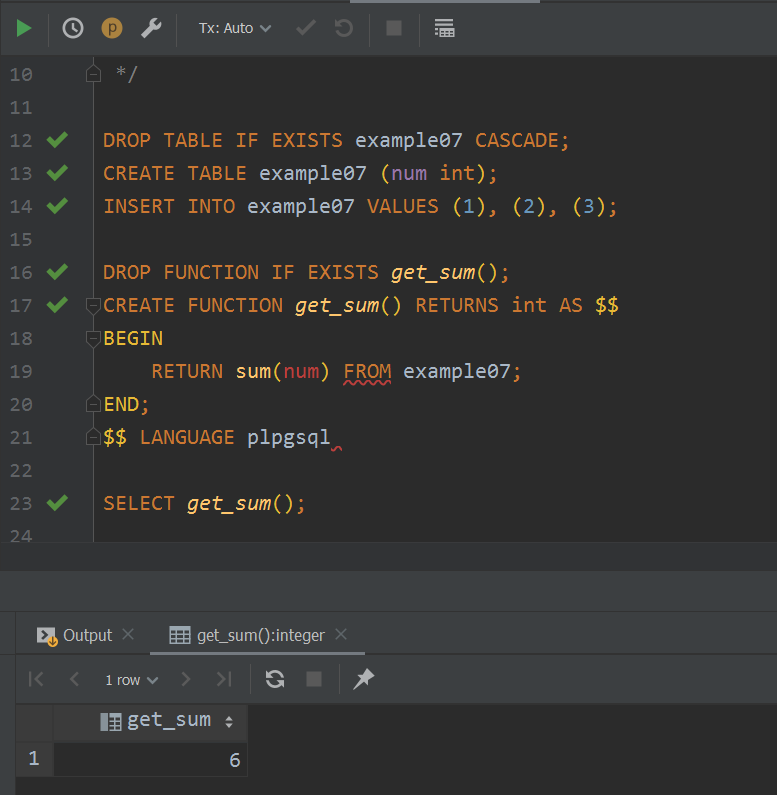 Tx: Auto
10 */
11
12 DROP TABLE IF EXISTS example07 CASCADE;
13 CREATE TABLE example07 (num int);
14 INSERT INTO example07 VALUES (1), (2), (3);
15
16 DROP FUNCTION IF EXISTS get_sum();
17 CREATE FUNCTION get_sum() RETURNS int AS $$
18 BEGIN
19 RETURN sum(num) FROM example07;
20 END;
21 $$ LANGUAGE plpgsql
22
23 SELECT get_sum();
24
Output get_sum():integer
1 row
get_sum
1 6